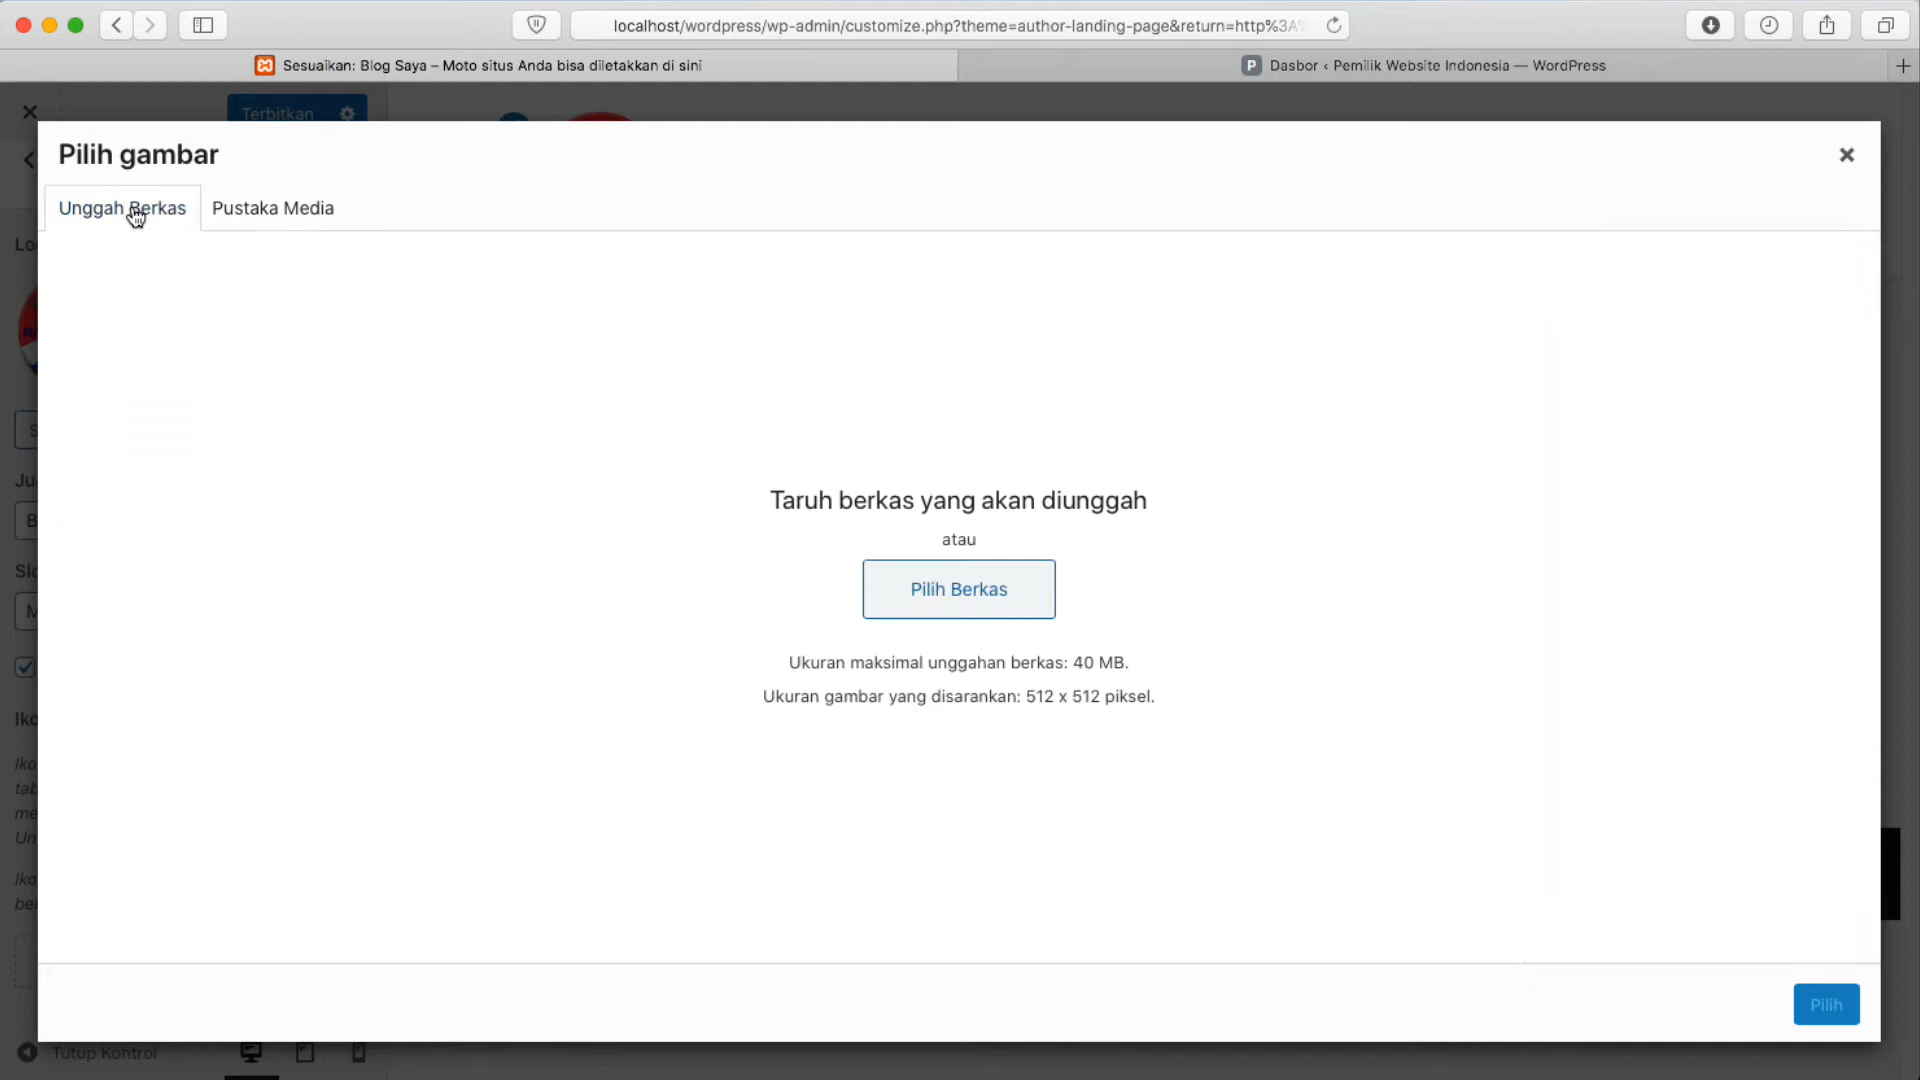 localhost/wordpress/wp-admin/customize.php?theme=author-landing-page&return=http%3A%
Sesuaikan: Blog Saya – Moto situs Anda bisa diletakkan di sini
P Dasbor ‹ Pemilik Website Indonesia — WordPress
Terbitkan
Pilih gambar
Unggah Berkas
Pustaka Media
Taruh berkas yang akan diunggah
atau
Pilih Berkas
Ukuran maksimal unggahan berkas: 40 MB.
Ukuran gambar yang disarankan: 512 x 512 piksel.
Pilih
Tutup Kontrol